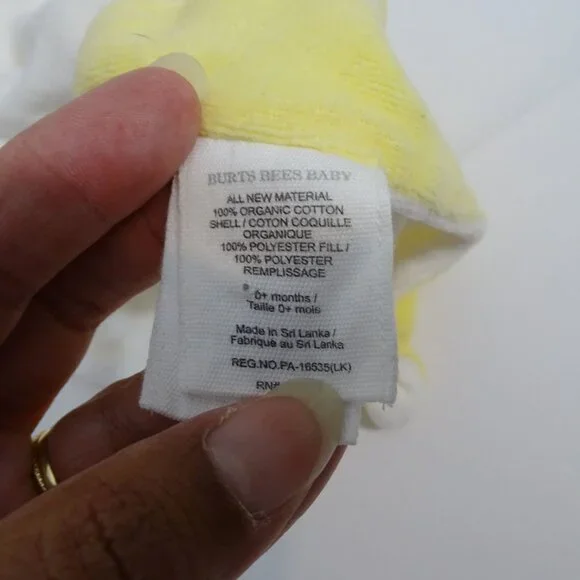 BURTS BEES BABY
ALL NEW MATERIAL
100% ORGANIC COTTON
SHELL / COTON COQUILLE
ORGANIQUE
100% POLYESTER FILL /
100% POLYESTER
REMPLISSAGE
0+ months /
Taille 0+ mois
Made in Sri Lanka /
Fabriqué au Sri Lanka
REG.NO.PA-16535(LK)
RN#